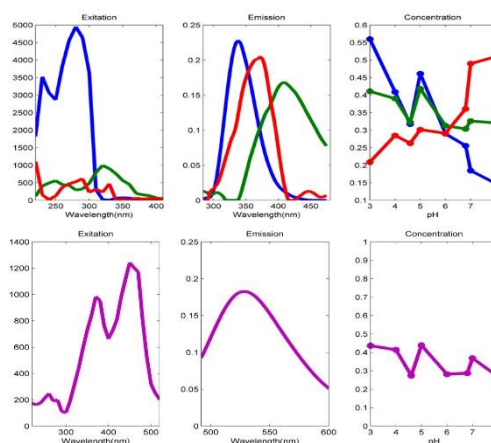 Exitation
Emission
Concentration
5000
4500
4000
3500
3000
2500
2000
1500
1000
500
0
250 300 350 400
Wavelength(nm)
0.25
0.2
0.15
0.1
0.05
0
300 350 400 450
Wavelength(nm)
0.6
0.55
0.5
0.45
0.4
0.35
0.3
0.25
0.2
0.15
0.1
3 4 5 6 7
pH
Exitation
Emission
Concentration
1400
1200
1000
800
600
400
200
0
300 400 500
Wavelength(nm)
0.25
0.2
0.15
0.1
0.05
0
500 550 600
Wavelength(nm)
1
0.9
0.8
0.7
0.6
0.5
0.4
0.3
0.2
0.1
0
3 4 5 6 7
pH